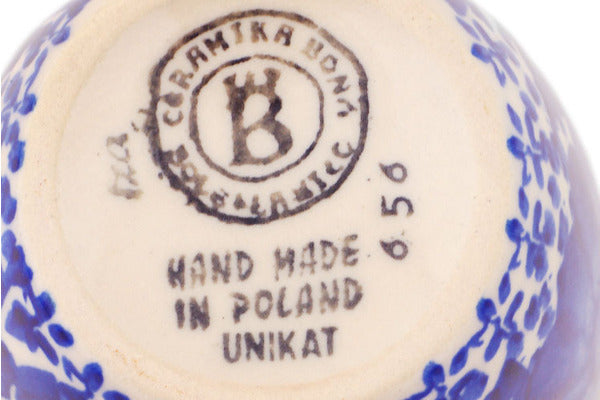 CERAMIKA BONA
B
HAND MADE
IN POLAND
UNIKAT
656